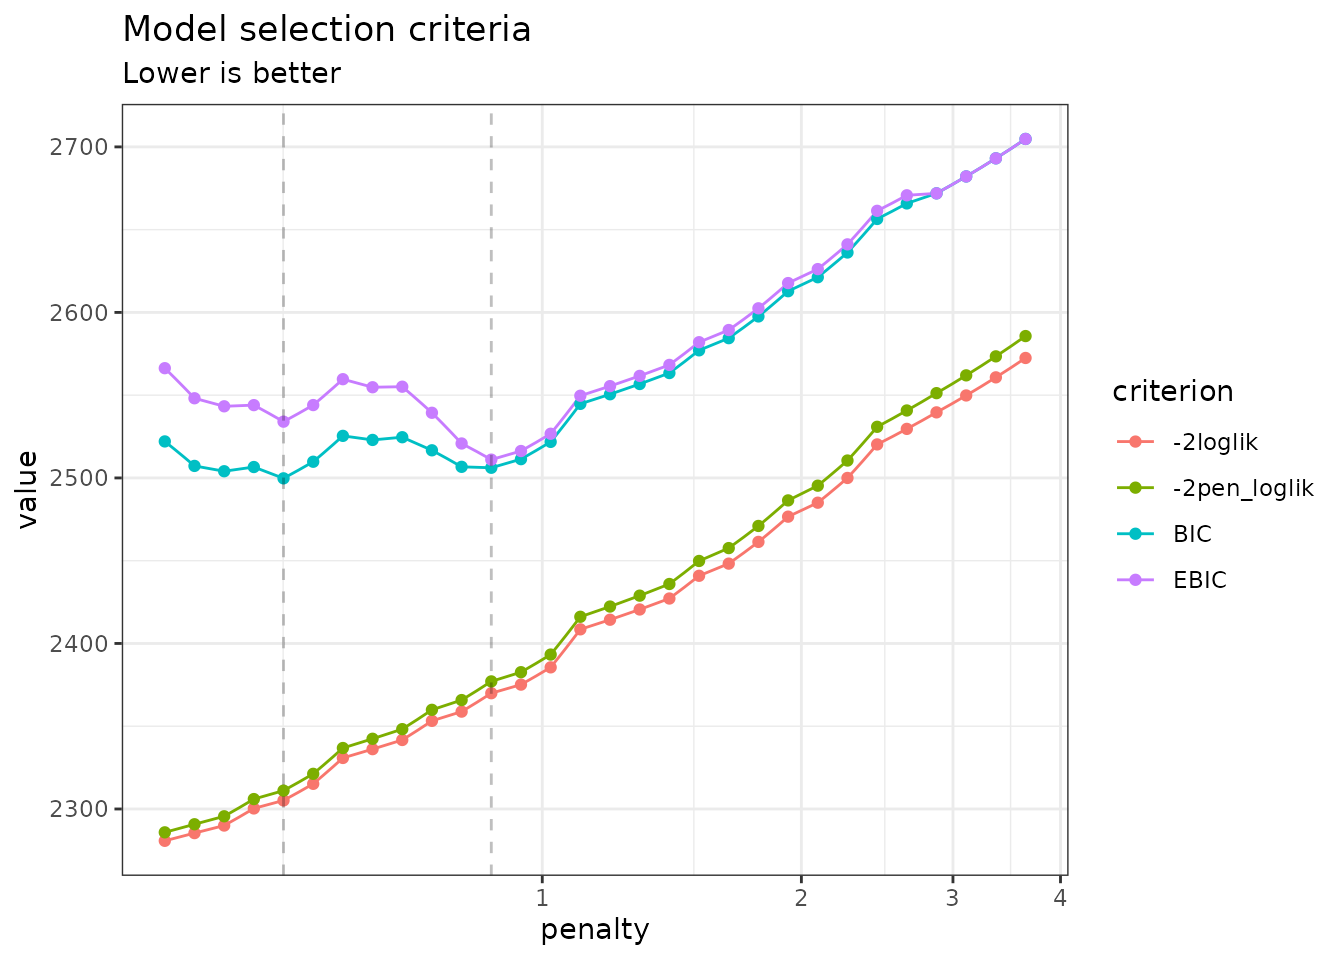 Model selection criteria
Lower is better
2700
2600
2500
2400
2300
value
1
2
3
4
penalty
criterion
-2loglik
-2pen_loglik
BIC
EBIC